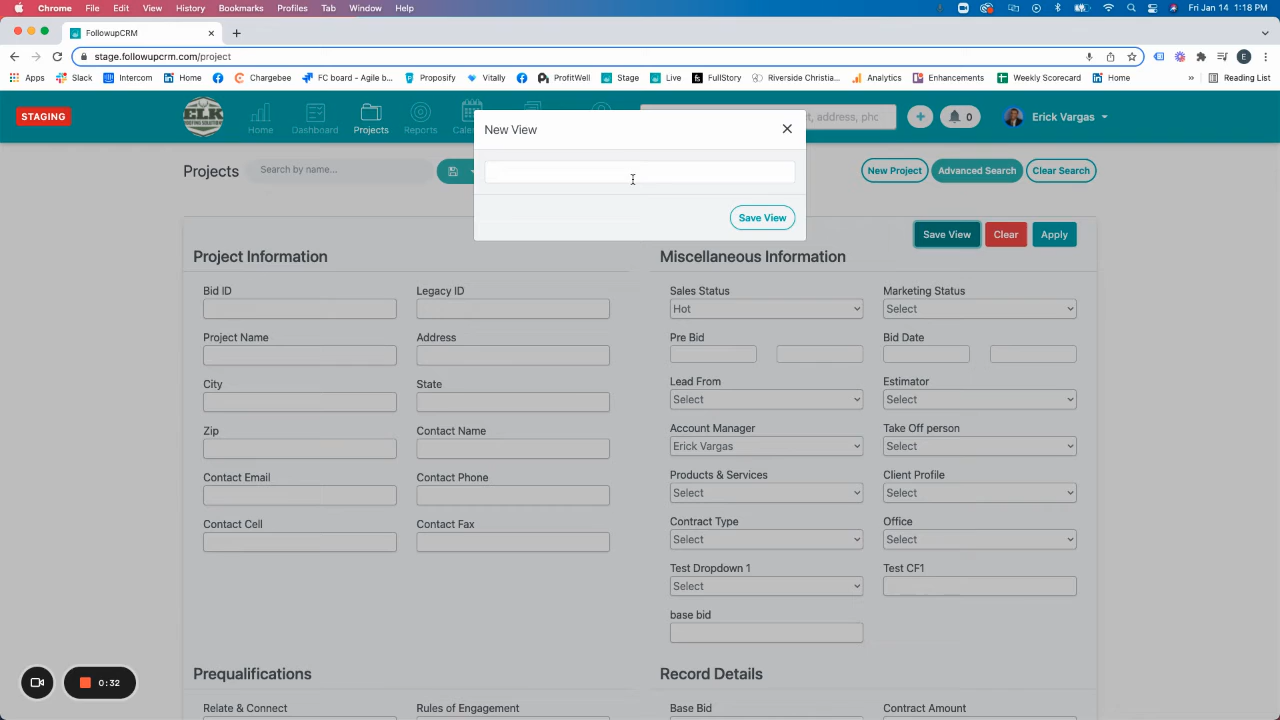 Chrome File Edit View History Bookmarks Profiles Tab Window Help Fri Jan 14 1:18 PM
FollowupCRM
stage.followupcrm.com/project
Apps Slack Intercom Home Chargebee FC board - Agile b... Propsify Vitally ProfitWell Stage Live FullStory Riverside Christia... Analytics Enhancements Weekly Scorecard Home » Reading List
STAGING
ELK
Home Dashboard Projects Reports
ct, address, phc
0
Erick Vargas
New View
Save View
Projects
Search by name...
New Project Advanced Search Clear Search
Save View Clear Apply
Project Information
Miscellaneous Information
Bid ID Legacy ID Sales Status Marketing Status
Hot Select
Project Name Address Pre Bid Bid Date
City State Lead From Estimator
Select Select
Zip Contact Name Account Manager Take Off person
Erick Vargas Select
Contact Email Contact Phone Products & Services Client Profile
Select Select
Contact Cell Contact Fax Contract Type Office
Select Select
Test Dropdown 1 Test CF1
Select
base bid
Prequalifications
Record Details
Relate & Connect Rules of Engagement Base Bid Contract Amount
0:32